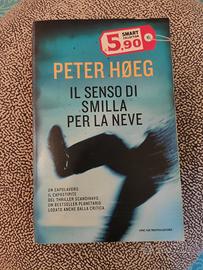 SMART
COLLECTION
5,90
€
PETER HØEG
IL SENSO DI
SMILLA
PER LA NEVE
UN CAPOLAVORO
IL CAPOSTIPITE
DEL THRILLER SCANDINAVO
UN BESTSELLER PLANETARIO
LODATO ANCHE DALLA CRITICA